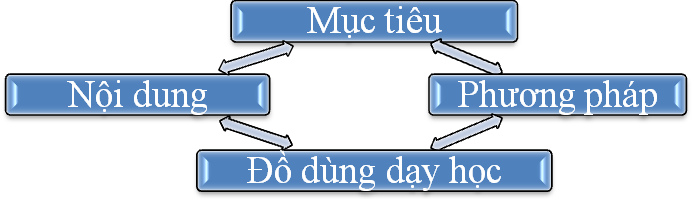 Mục tiêu
Nội dung
Phương pháp
Đồ dùng dạy học